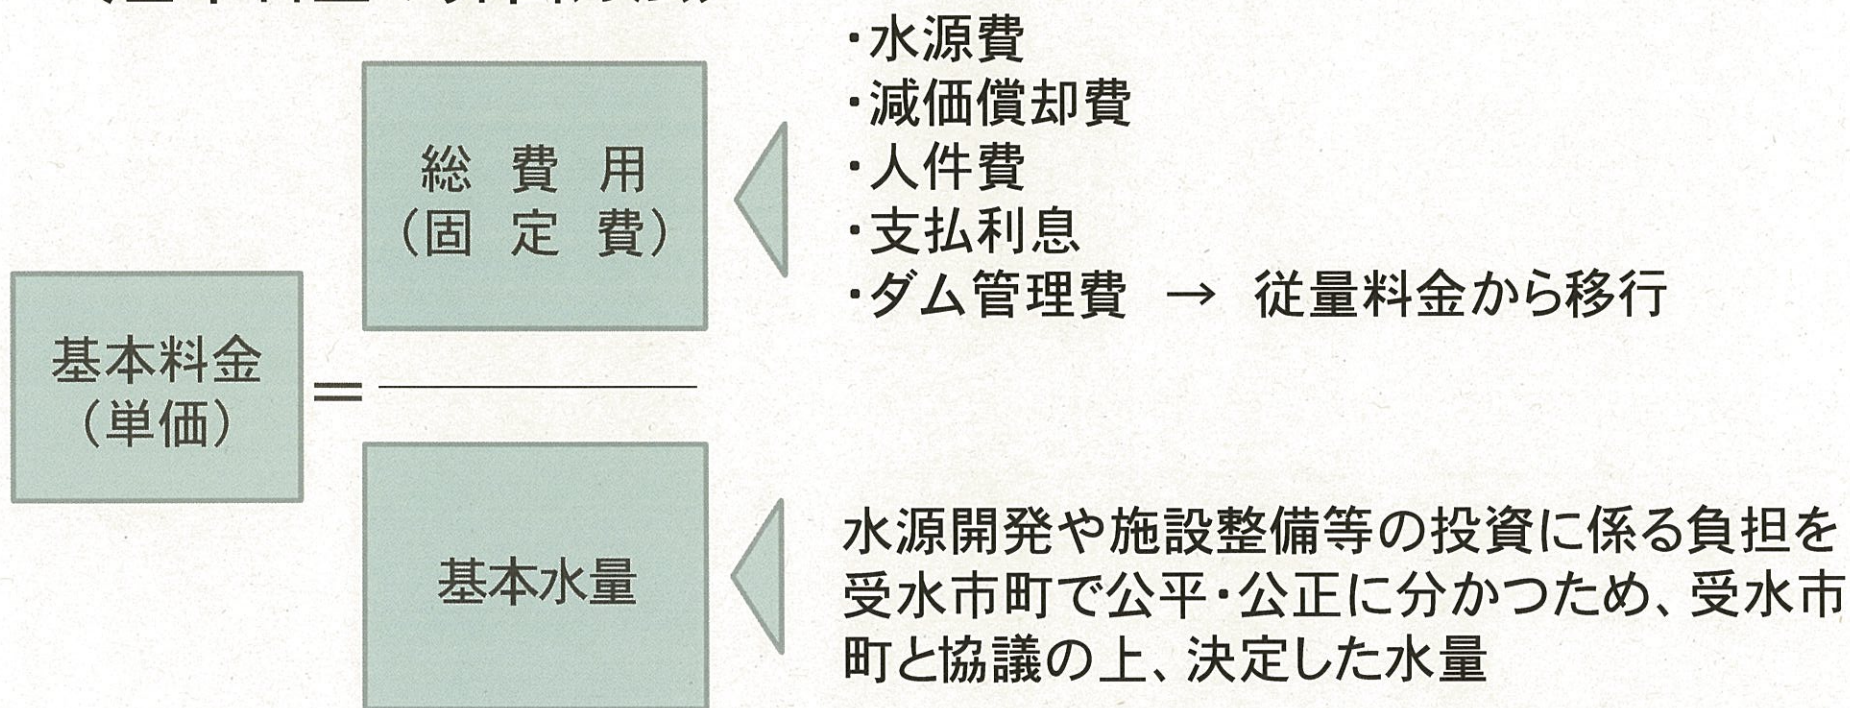 ・水源費
・減価償却費
・人件費
・支払利息
・ダム管理費 → 従量料金から移行
総 費 用
（固 定 費）
基本料金
（単価）
＝
基本水量
水源開発や施設整備等の投資に係る負担を
受水市町で公平・公正に分かつため、受水市
町と協議の上、決定した水量